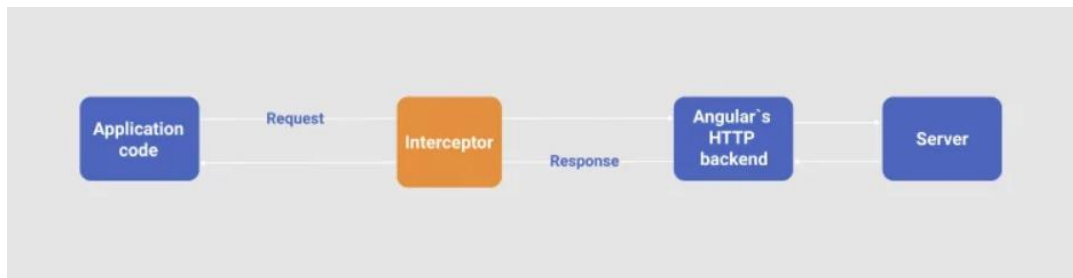 Application
code
Request
Interceptor
Response
Angular`s
HTTP
backend
Server